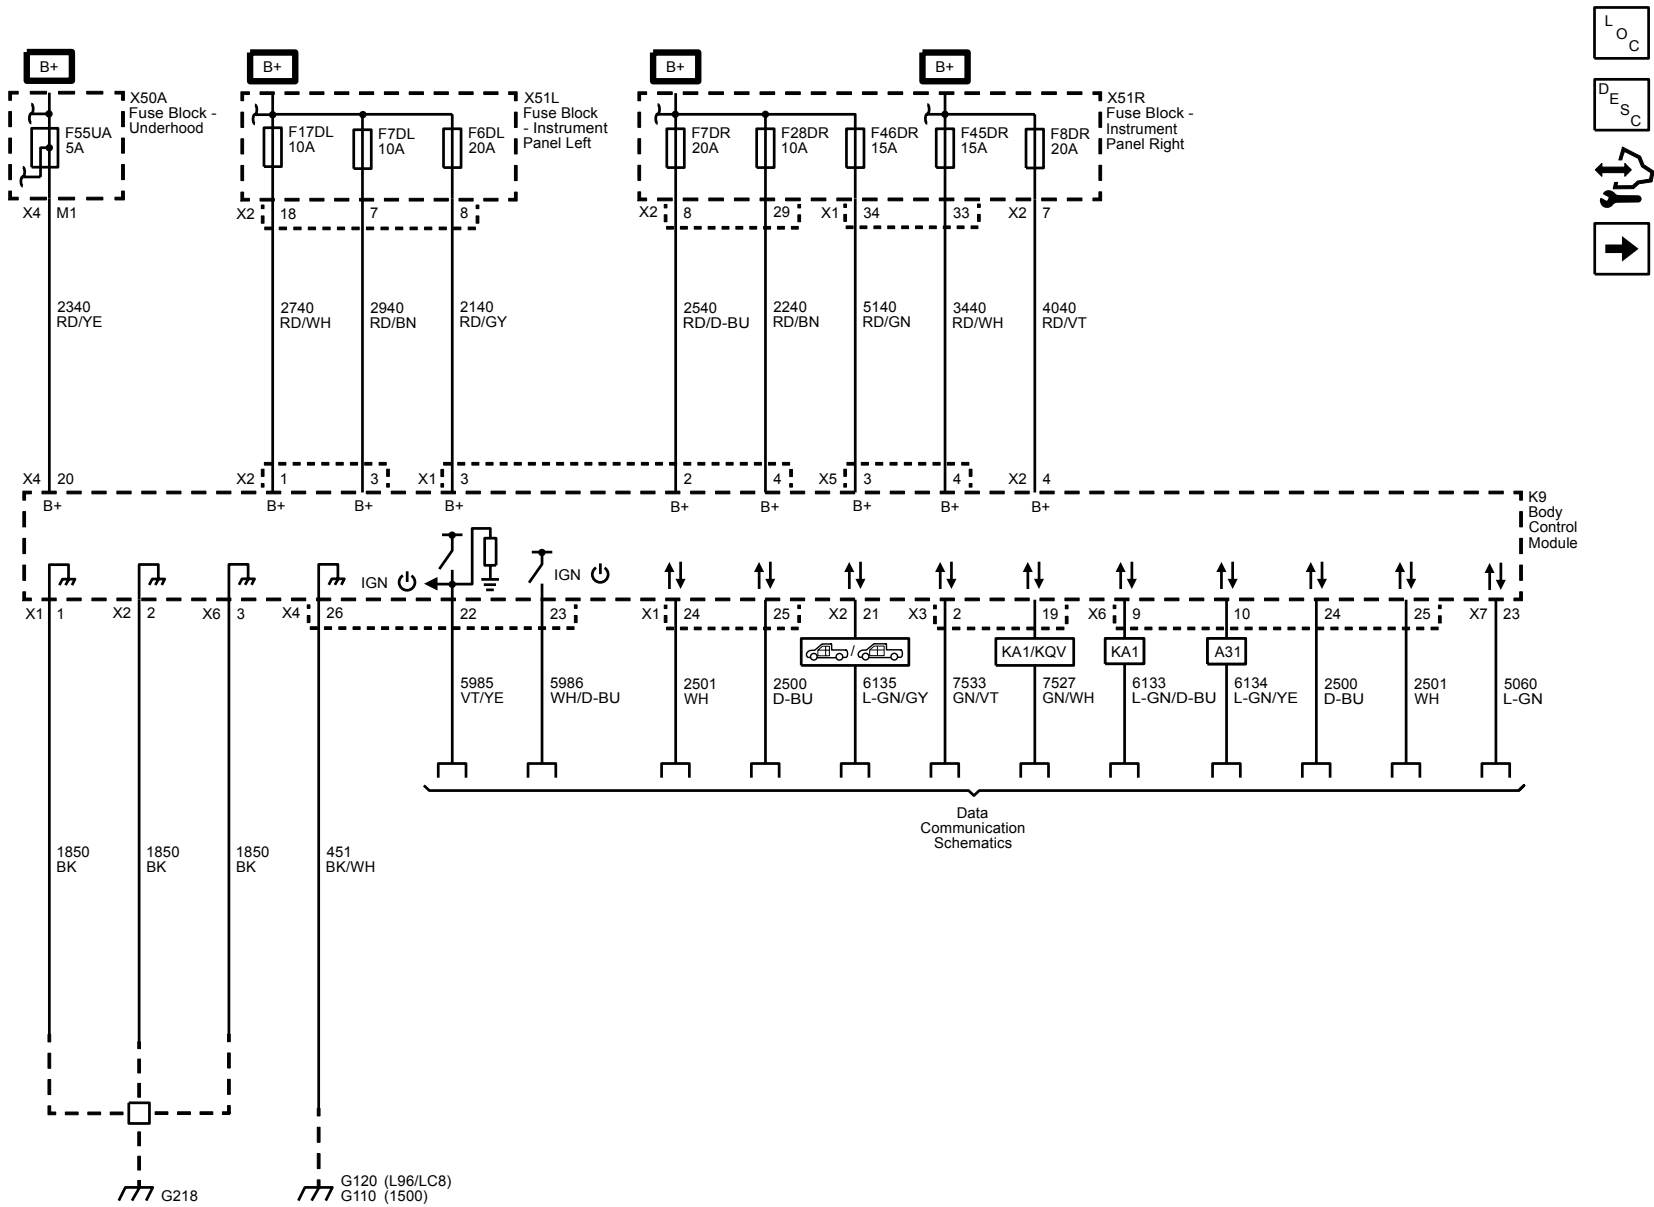 L
O
C
D
E
S
C
B+
B+
B+
B+
X50A
Fuse Block -
Underhood
F55UA
5A
X4 M1
X51L
Fuse Block
- Instrument
Panel Left
F17DL
10A
F7DL
10A
F6DL
20A
X2 18 7 8
X51R
Fuse Block -
Instrument
Panel Right
F7DR
20A
F28DR
10A
F46DR
15A
F45DR
15A
F8DR
20A
X2 8 29 X1 34 33 X2 7
2340
RD/YE
2740
RD/WH
2940
RD/BN
2140
RD/GY
2540
RD/D-BU
2240
RD/BN
5140
RD/GN
3440
RD/WH
4040
RD/VT
X4 20 X2 1 3 X1 3 2 4 X5 3 4 X2 4
B+ B+ B+ B+ B+ B+ B+ B+ B+
K9
Body
Control
Module
IGN
IGN
X1 1 X2 2 X6 3 X4 26 22 23 X1 24 25 X2 21 X3 2 19 X6 9 10 24 25 X7 23
/
KA1/KQV
KA1
A31
5985
VT/YE
5986
WH/D-BU
2501
WH
2500
D-BU
6135
L-GN/GY
7533
GN/VT
7527
GN/WH
6133
L-GN/D-BU
6134
L-GN/YE
2500
D-BU
2501
WH
5060
L-GN
Data
Communication
Schematics
1850
BK
1850
BK
1850
BK
451
BK/WH
G218
G120 (L96/LC8)
G110 (1500)